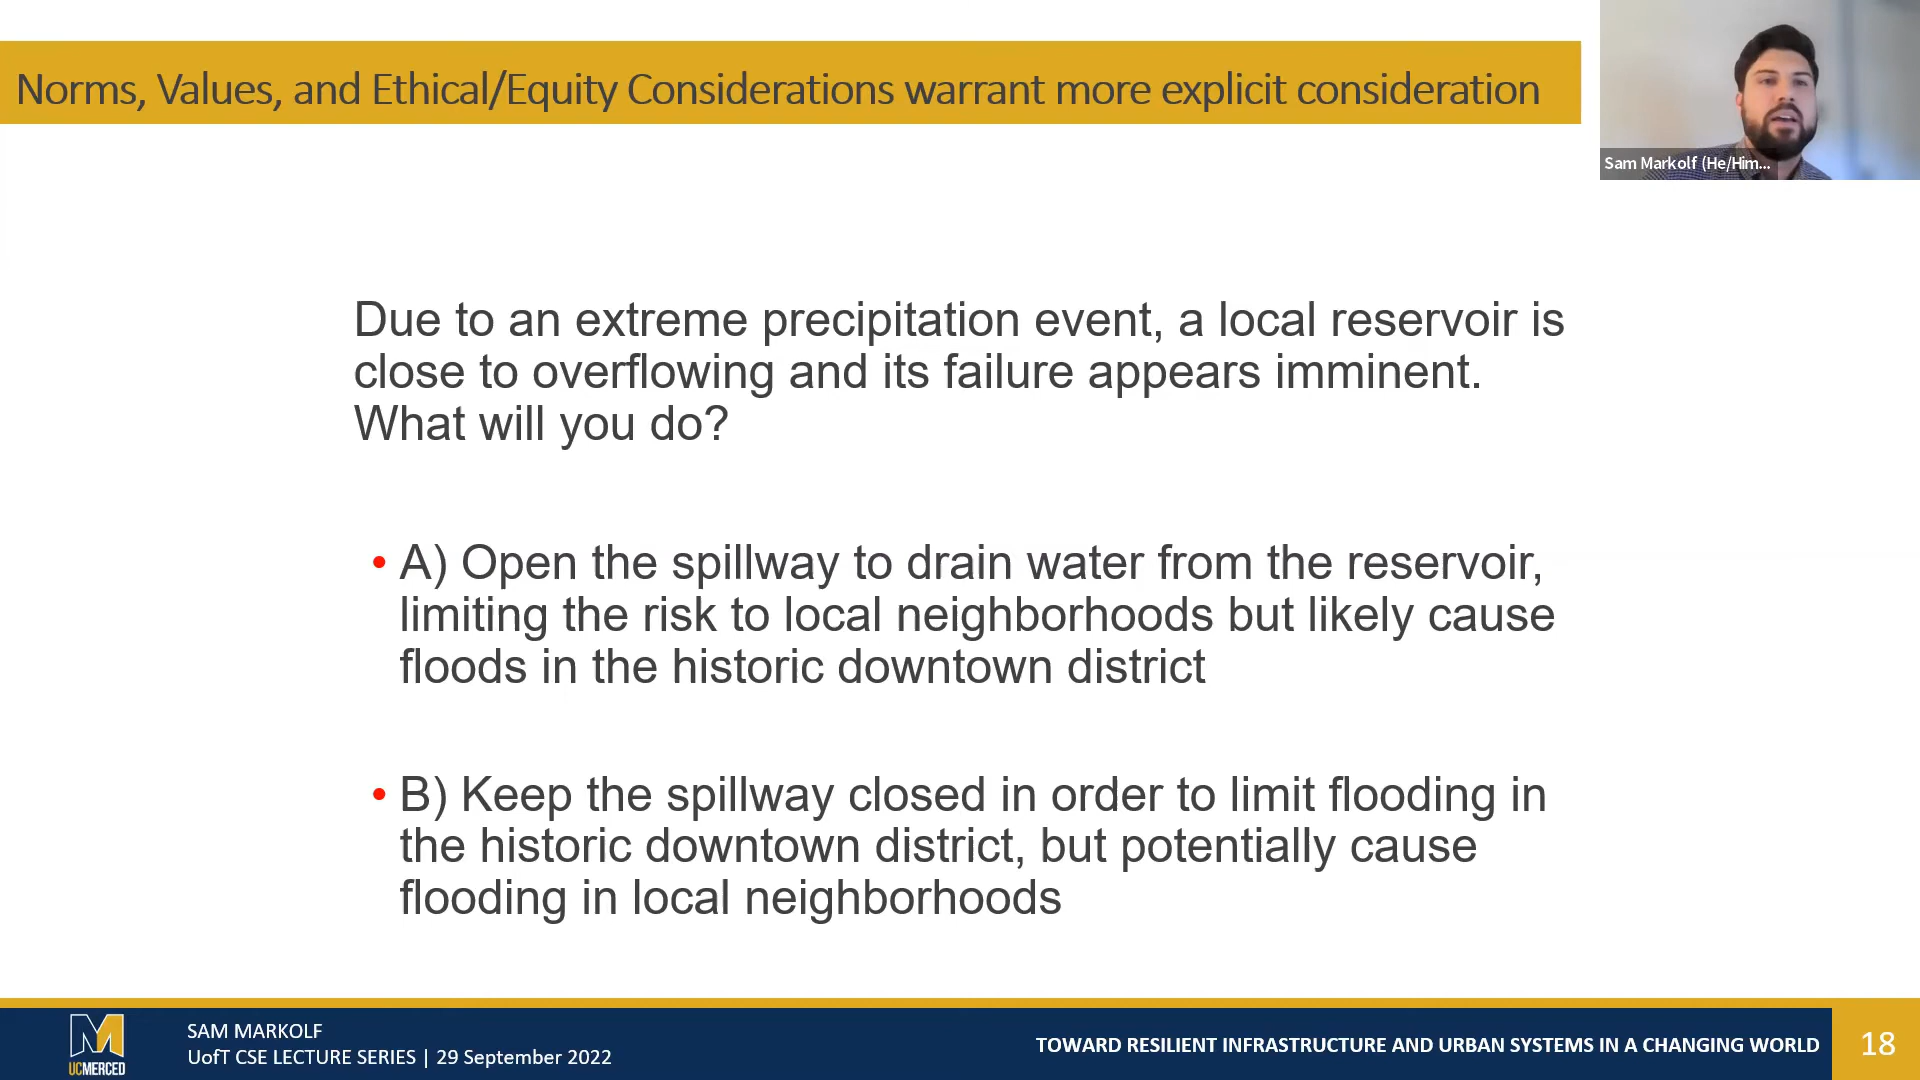 Norms, Values, and Ethical/Equity Considerations warrant more explicit consideration
Sam Markolf (He/Him...
Due to an extreme precipitation event, a local reservoir is
close to overflowing and its failure appears imminent.
What will you do?
• A) Open the spillway to drain water from the reservoir,
limiting the risk to local neighborhoods but likely cause
floods in the historic downtown district
• B) Keep the spillway closed in order to limit flooding in
the historic downtown district, but potentially cause
flooding in local neighborhoods
UCMERCED
SAM MARKOLF
UofT CSE LECTURE SERIES | 29 September 2022
TOWARD RESILIENT INFRASTRUCTURE AND URBAN SYSTEMS IN A CHANGING WORLD
18